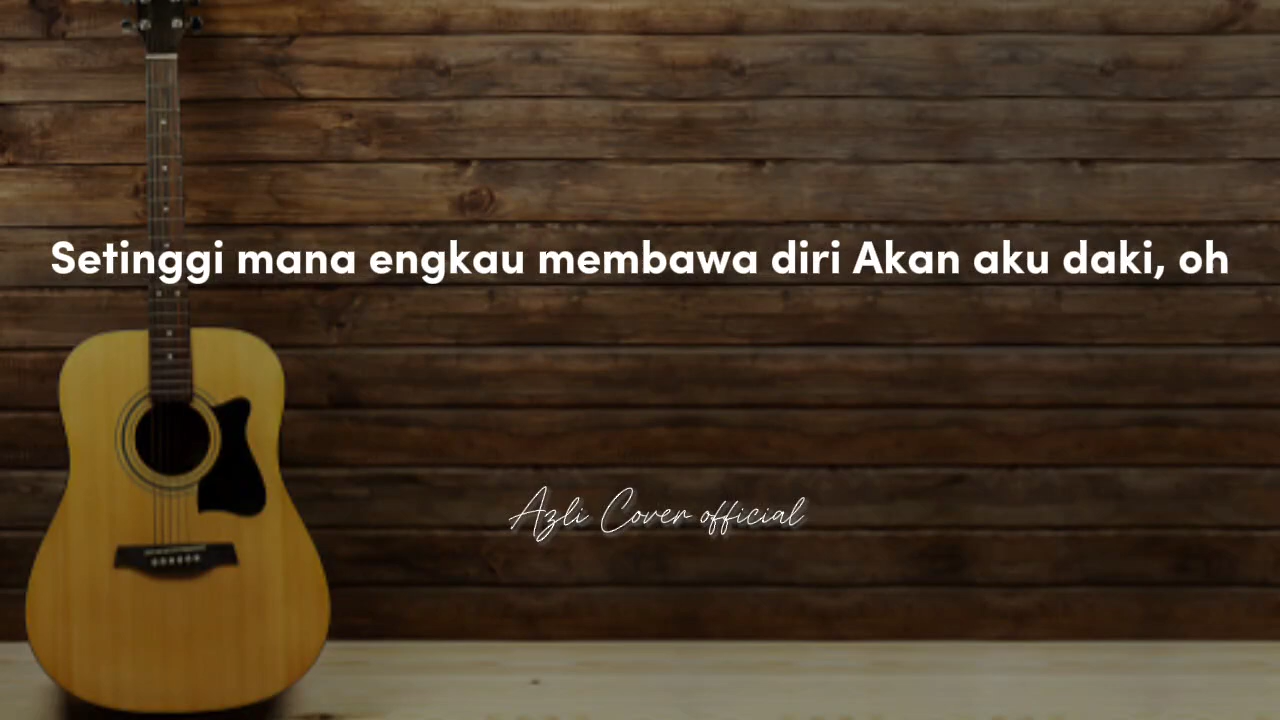 Setinggi mana engkau membawa diri Akan aku daki, oh
Azli Cover official